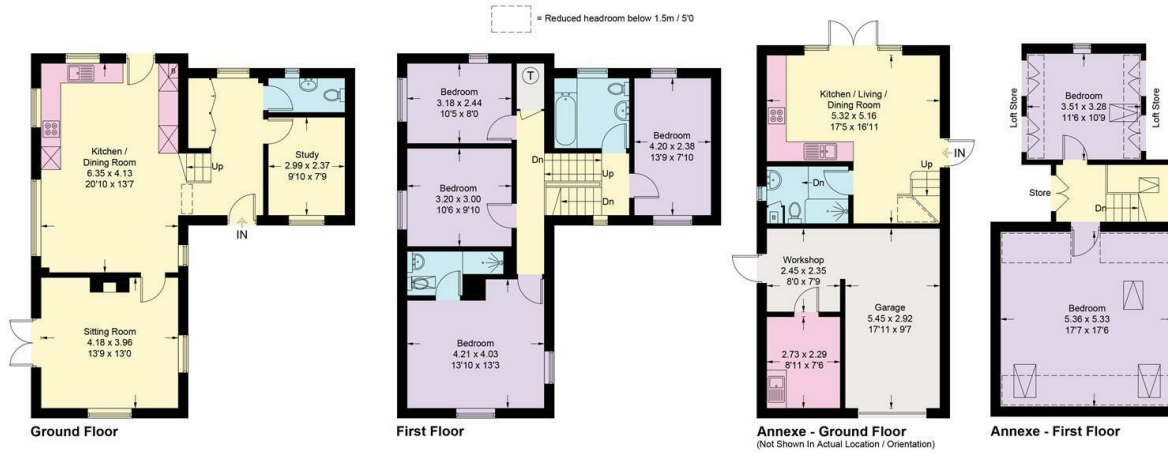 = Reduced headroom below 1.5m / 5'0
B
Kitchen /
Dining Room
6.35 x 4.13
20'10 x 13'7
Up
Study
2.99 x 2.37
9'10 x 7'9
IN
Sitting Room
4.18 x 3.96
13'9 x 13'0
Ground Floor
T
Bedroom
3.18 x 2.44
10'5 x 8'0
Bedroom
3.20 x 3.00
10'6 x 9'10
Dn
Up
Dn
Bedroom
4.20 x 2.38
13'9 x 7'10
Bedroom
4.21 x 4.03
13'10 x 13'3
First Floor
Kitchen / Living /
Dining Room
5.32 x 5.16
17'5 x 16'11
IN
Up
Dn
B
Workshop
2.45 x 2.35
8'0 x 7'9
Garage
5.45 x 2.92
17'11 x 9'7
2.73 x 2.29
8'11 x 7'6
Annexe - Ground Floor
(Not Shown In Actual Location / Orientation)
Loft Store
Bedroom
3.51 x 3.28
11'6 x 10'9
Loft Store
Store
Dn
Bedroom
5.36 x 5.33
17'7 x 17'6
Annexe - First Floor